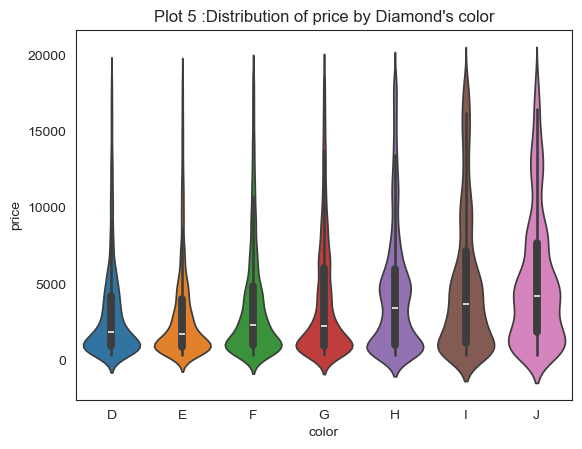 Plot 5 :Distribution of price by Diamond's color
20000
15000
10000
5000
0
price
D E F G H I J
color